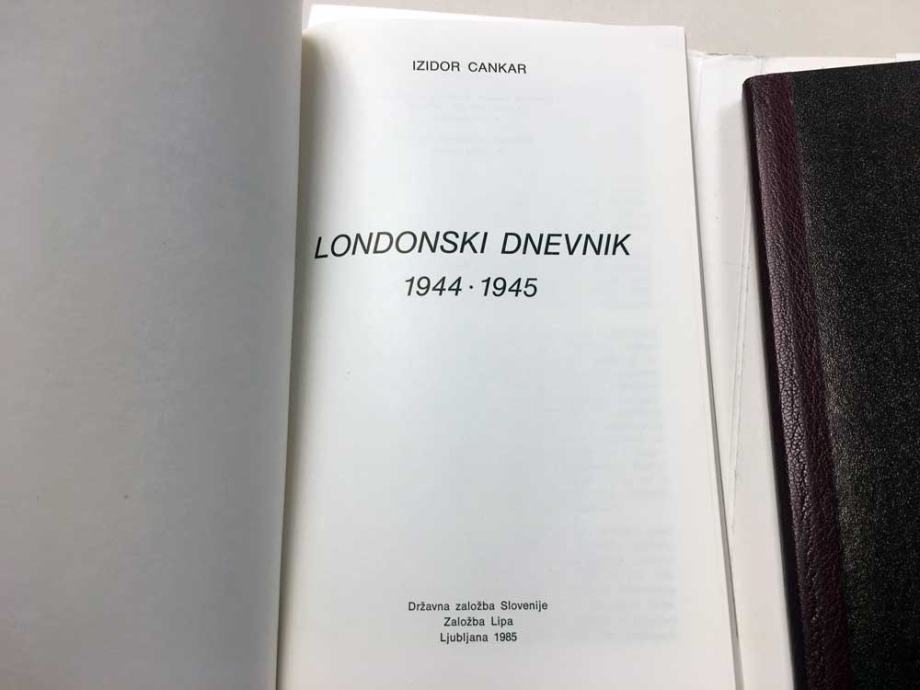 IZIDOR CANKAR
LONDONSKI DNEVNIK
1944 · 1945
Državna založba Slovenije
Založba Lipa
Ljubljana 1985